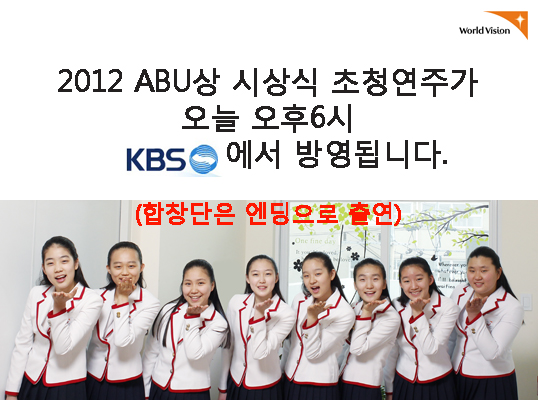 World Vision
2012 ABU상 시상식 초청연주가
오늘 오후6시
KBS 에서 방영됩니다.
(합창단은 엔딩으로 출연)